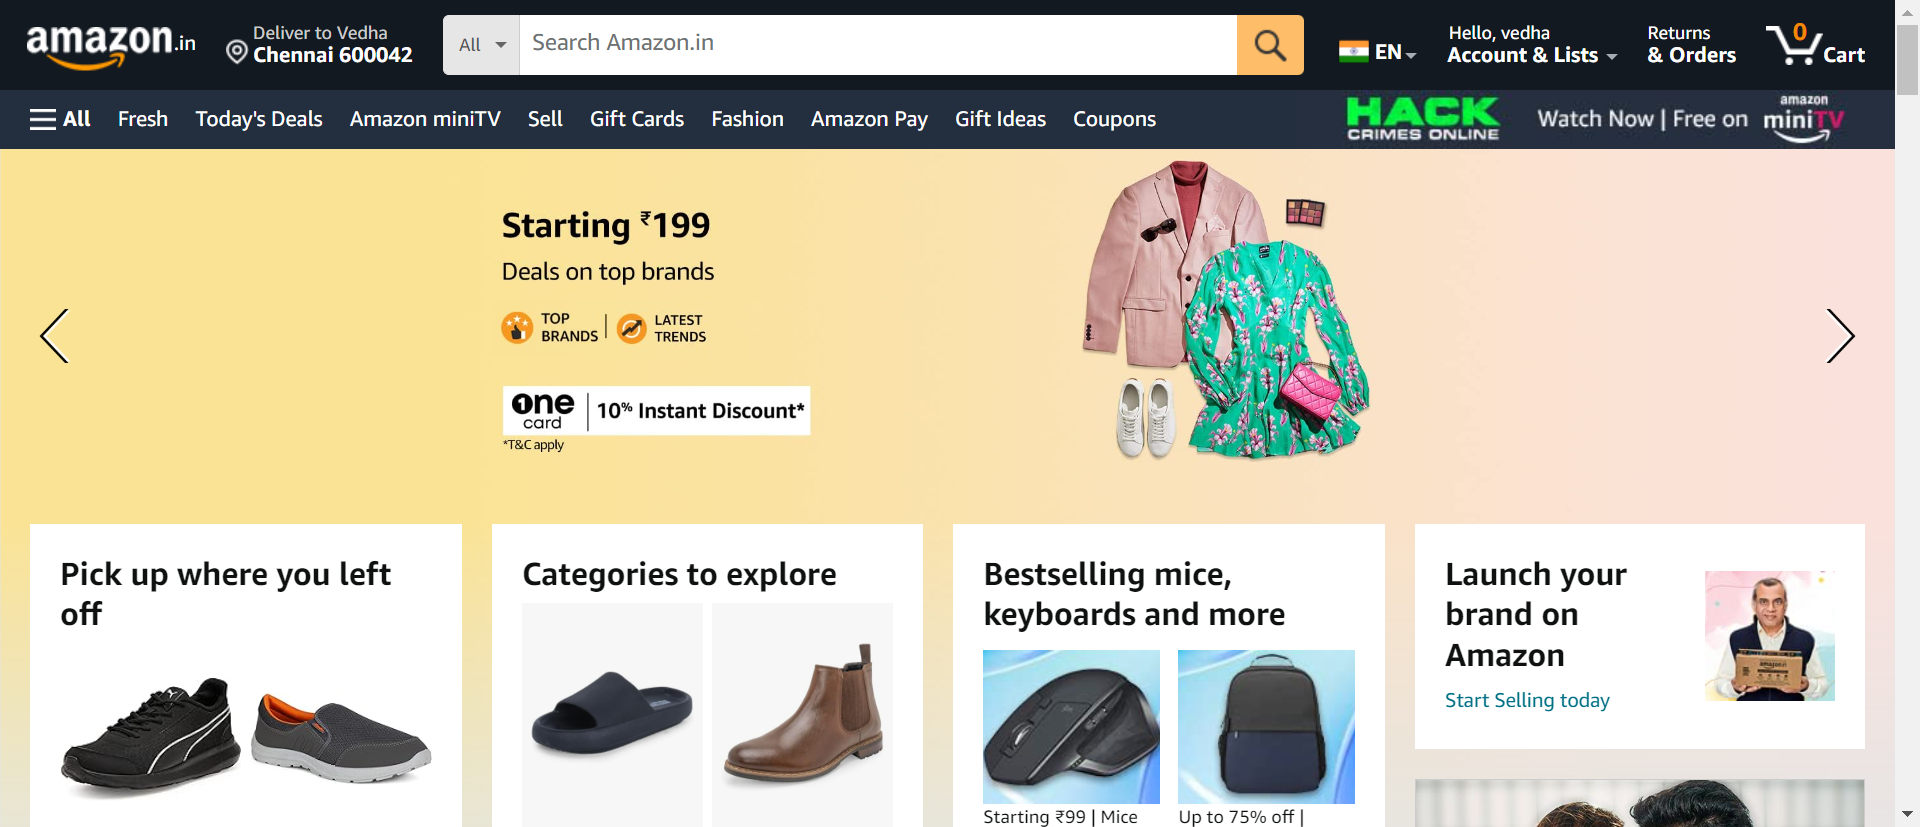 amazon.in
Deliver to Vedha
Chennai 600042
All
Search Amazon.in
EN
Hello, vedha
Account & Lists
Returns
& Orders
0
Cart
All
Fresh
Today's Deals
Amazon miniTV
Sell
Gift Cards
Fashion
Amazon Pay
Gift Ideas
Coupons
HACK
CRIMES ONLINE
Watch Now | Free on
amazon
miniTV
Starting ₹199
Deals on top brands
TOP
BRANDS
LATEST
TRENDS
one
card
10% Instant Discount*
*T&C apply
Pick up where you left
off
Categories to explore
Bestselling mice,
keyboards and more
Starting ₹99 | Mice
Up to 75% off |
Launch your
brand on
Amazon
Start Selling today